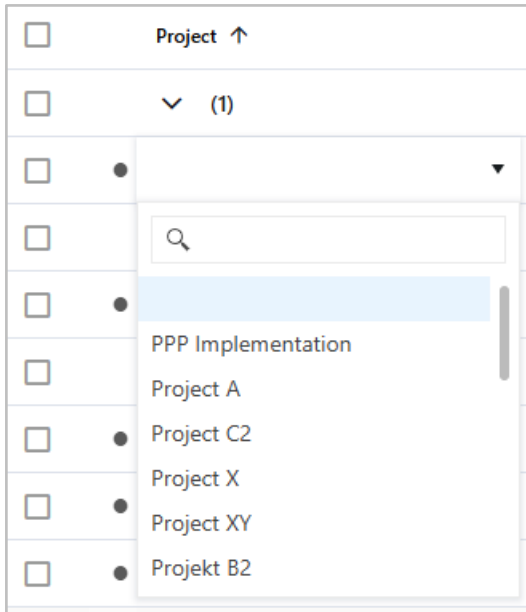 Project ↑
(1)
PPP Implementation
Project A
Project C2
Project X
Project XY
Projekt B2